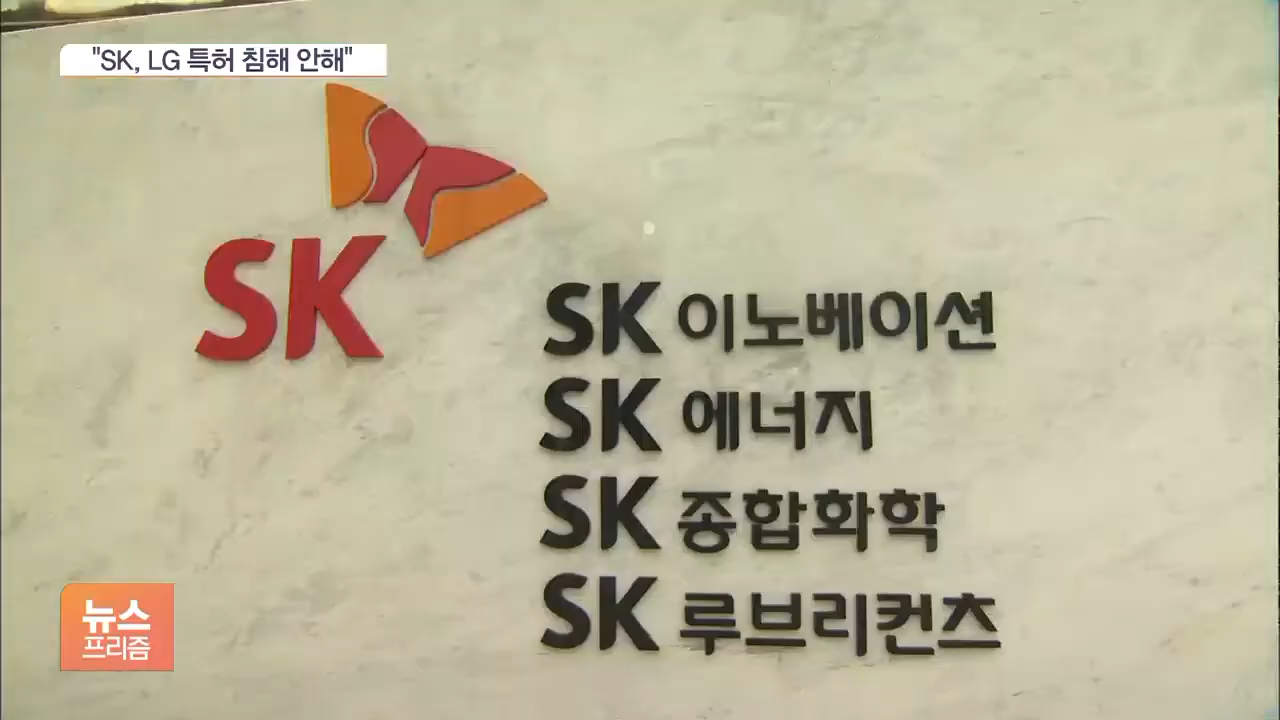 "SK, LG 특허 침해 안해"
SK
SK 이노베이션
SK 에너지
SK 종합화학
SK 루브리컨츠
뉴스
프리즘